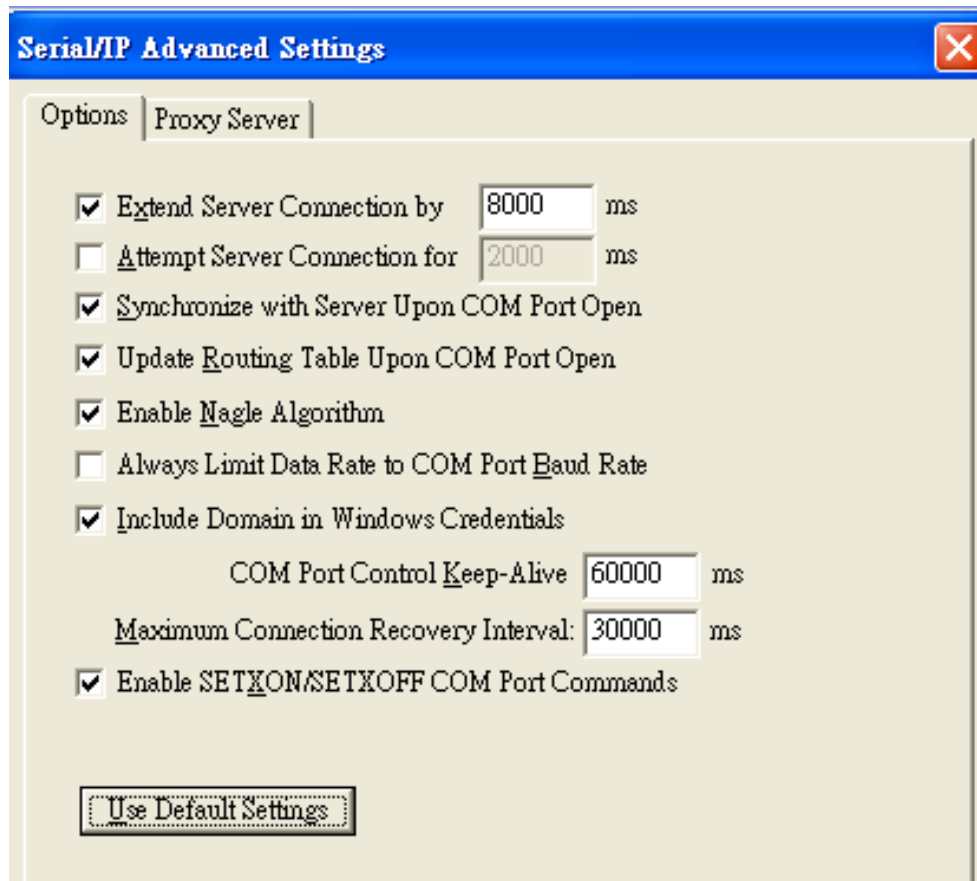 Serial/IP Advanced Settings
Options Proxy Server
Extend Server Connection by 8000 ms
Attempt Server Connection for 2000 ms
Synchronize with Server Upon COM Port Open
Update Routing Table Upon COM Port Open
Enable Nagle Algorithm
Always Limit Data Rate to COM Port Baud Rate
Include Domain in Windows Credentials
COM Port Control Keep-Alive 60000 ms
Maximum Connection Recovery Interval: 30000 ms
Enable SETXON/SETXOFF COM Port Commands
Use Default Settings